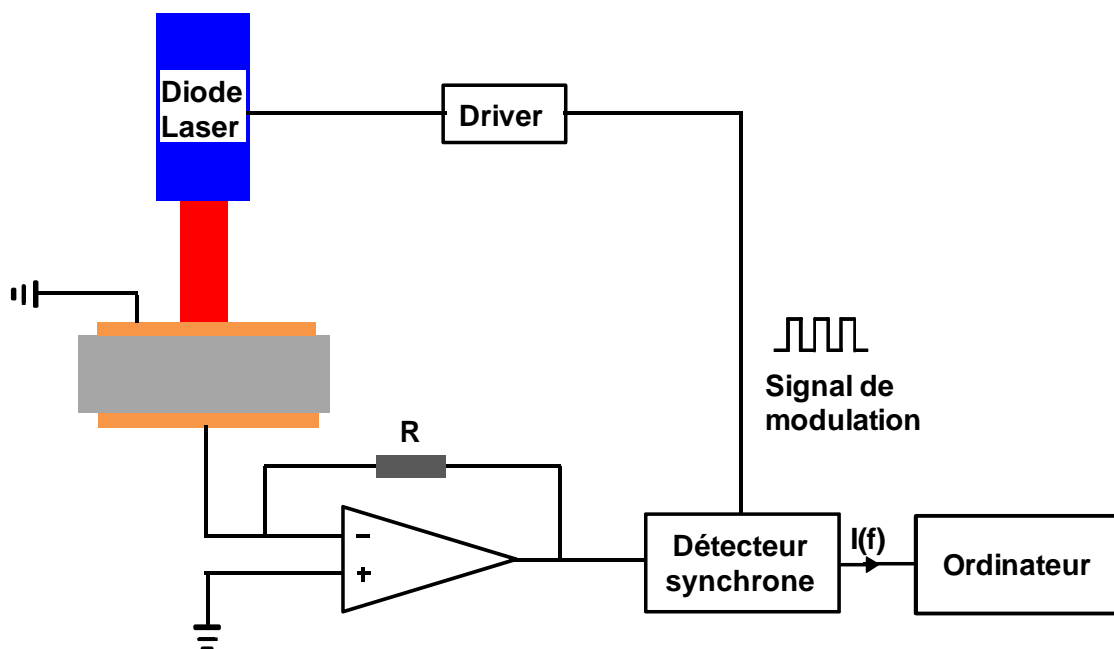 Diode
Laser
Driver
Signal de
modulation
R
−
+
Détecteur
synchrone
I(f)
Ordinateur